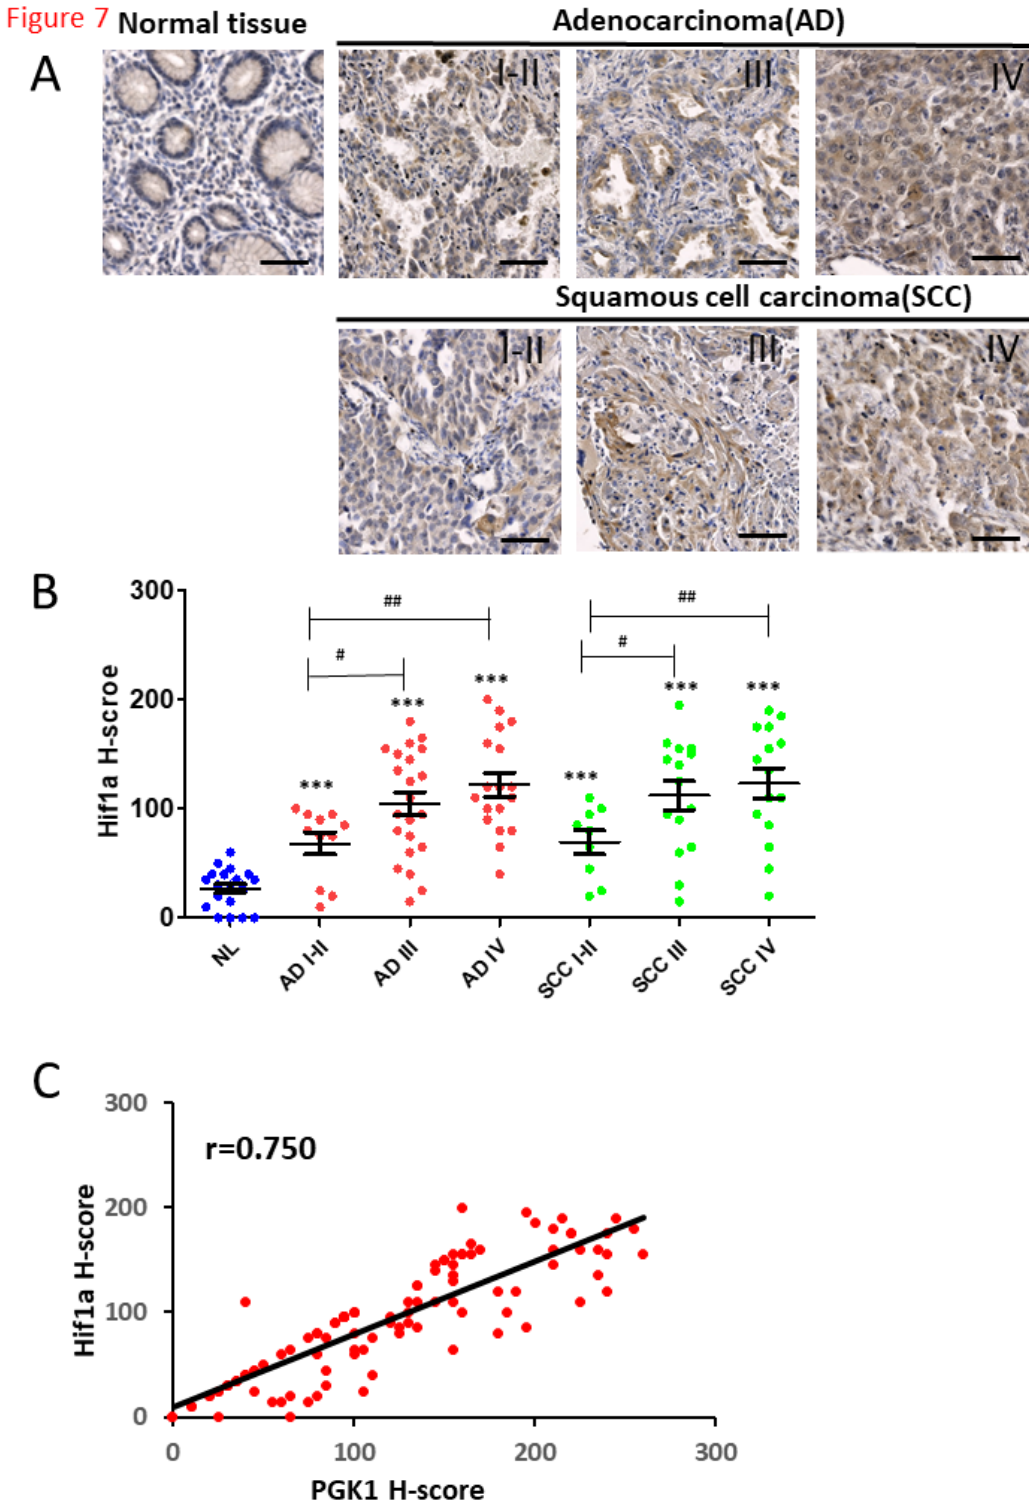 Figure 7
Normal tissue
Adenocarcinoma(AD)
A
I-II
III
IV
Squamous cell carcinoma(SCC)
I-II
III
IV
B
Hif1a H-scroe
300
200
100
0
##
#
##
#
***
***
***
***
***
***
NL
AD I-II
AD III
AD IV
SCC I-II
SCC III
SCC IV
C
Hif1a H-score
300
200
100
0
r=0.750
0
100
200
300
PGK1 H-score